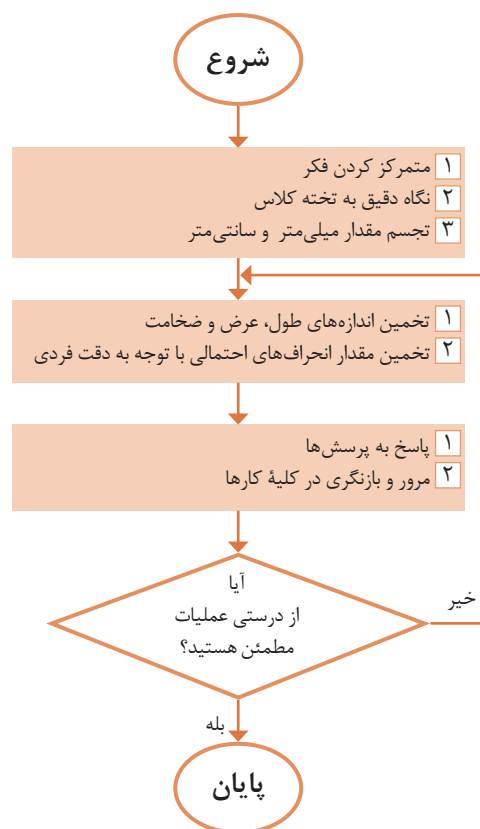 شروع
۱ متمرکز کردن فکر
۲ نگاه دقیق به تخته کلاس
۳ تجسم مقدار میلی‌متر و سانتی‌متر
۱ تخمین اندازه‌های طول، عرض و ضخامت
۲ تخمین مقدار انحراف‌های احتمالی با توجه به دقت فردی
۱ پاسخ به پرسش‌ها
۲ مرور و بازنگری در کلیهٔ کارها
آیا
از درستی عملیات
مطمئن هستید؟
خیر
بله
پایان